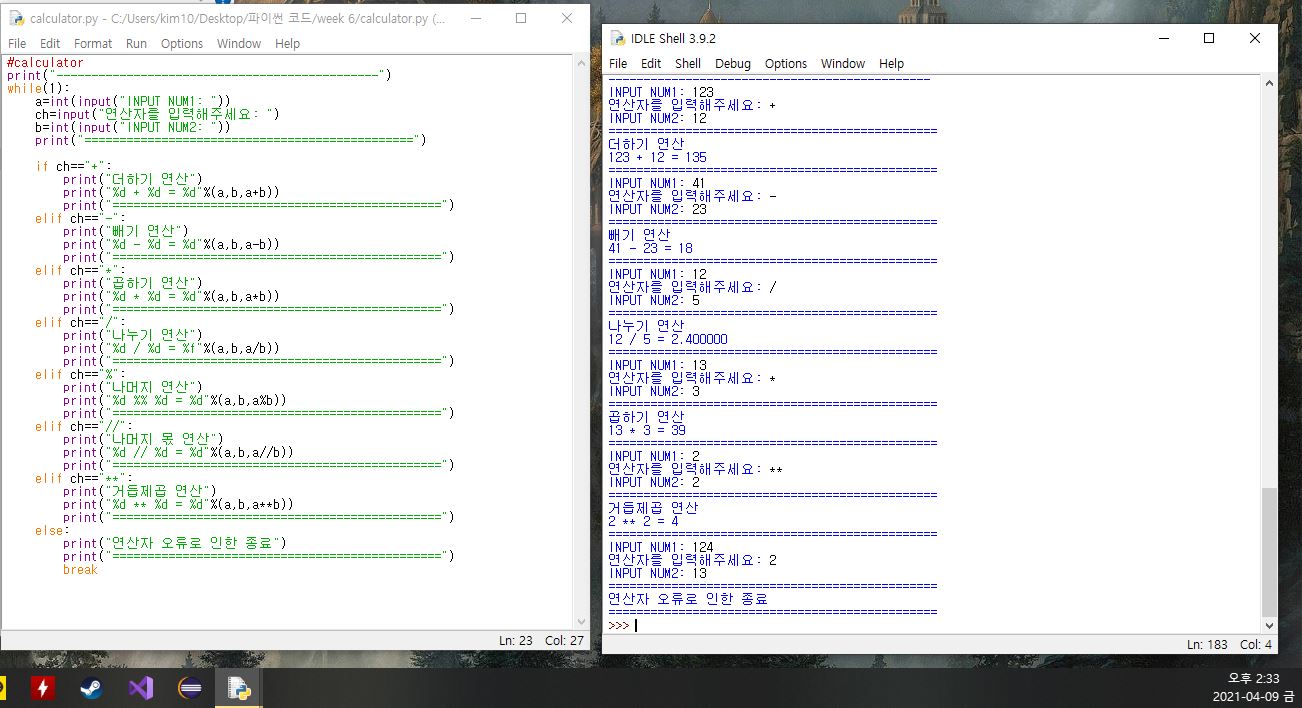 calculator.py - C:/Users/kim10/Desktop/파이썬 코드/week 6/calculator.py (...
File Edit Format Run Options Window Help
#calculator
print("----------------------------------------------")
while(1):
    a=int(input("INPUT NUM1: "))
    ch=input("연산자를 입력해주세요: ")
    b=int(input("INPUT NUM2: "))
    print("===============================================")
    if ch=="+":
        print("더하기 연산")
        print("%d + %d = %d"%(a,b,a+b))
        print("===============================================")
    elif ch=="-":
        print("빼기 연산")
        print("%d - %d = %d"%(a,b,a-b))
        print("===============================================")
    elif ch=="*":
        print("곱하기 연산")
        print("%d * %d = %d"%(a,b,a*b))
        print("===============================================")
    elif ch=="/":
        print("나누기 연산")
        print("%d / %d = %f"%(a,b,a/b))
        print("===============================================")
    elif ch=="%":
        print("나머지 연산")
        print("%d %% %d = %d"%(a,b,a%b))
        print("===============================================")
    elif ch=="//":
        print("나머지 몫 연산")
        print("%d // %d = %d"%(a,b,a//b))
        print("===============================================")
    elif ch=="**":
        print("거듭제곱 연산")
        print("%d ** %d = %d"%(a,b,a**b))
        print("===============================================")
    else:
        print("연산자 오류로 인한 종료")
        print("===============================================")
        break
Ln: 23 Col: 27
IDLE Shell 3.9.2
File Edit Shell Debug Options Window Help
==============================================
INPUT NUM1: 123
연산자를 입력해주세요: +
INPUT NUM2: 12
===============================================
더하기 연산
123 + 12 = 135
===============================================
INPUT NUM1: 41
연산자를 입력해주세요: -
INPUT NUM2: 23
===============================================
빼기 연산
41 - 23 = 18
===============================================
INPUT NUM1: 12
연산자를 입력해주세요: /
INPUT NUM2: 5
===============================================
나누기 연산
12 / 5 = 2.400000
===============================================
INPUT NUM1: 13
연산자를 입력해주세요: *
INPUT NUM2: 3
===============================================
곱하기 연산
13 * 3 = 39
===============================================
INPUT NUM1: 2
연산자를 입력해주세요: **
INPUT NUM2: 2
===============================================
거듭제곱 연산
2 ** 2 = 4
===============================================
INPUT NUM1: 124
연산자를 입력해주세요: 2
INPUT NUM2: 13
===============================================
연산자 오류로 인한 종료
===============================================
>>>
Ln: 183 Col: 4
오후 2:33
2021-04-09 금